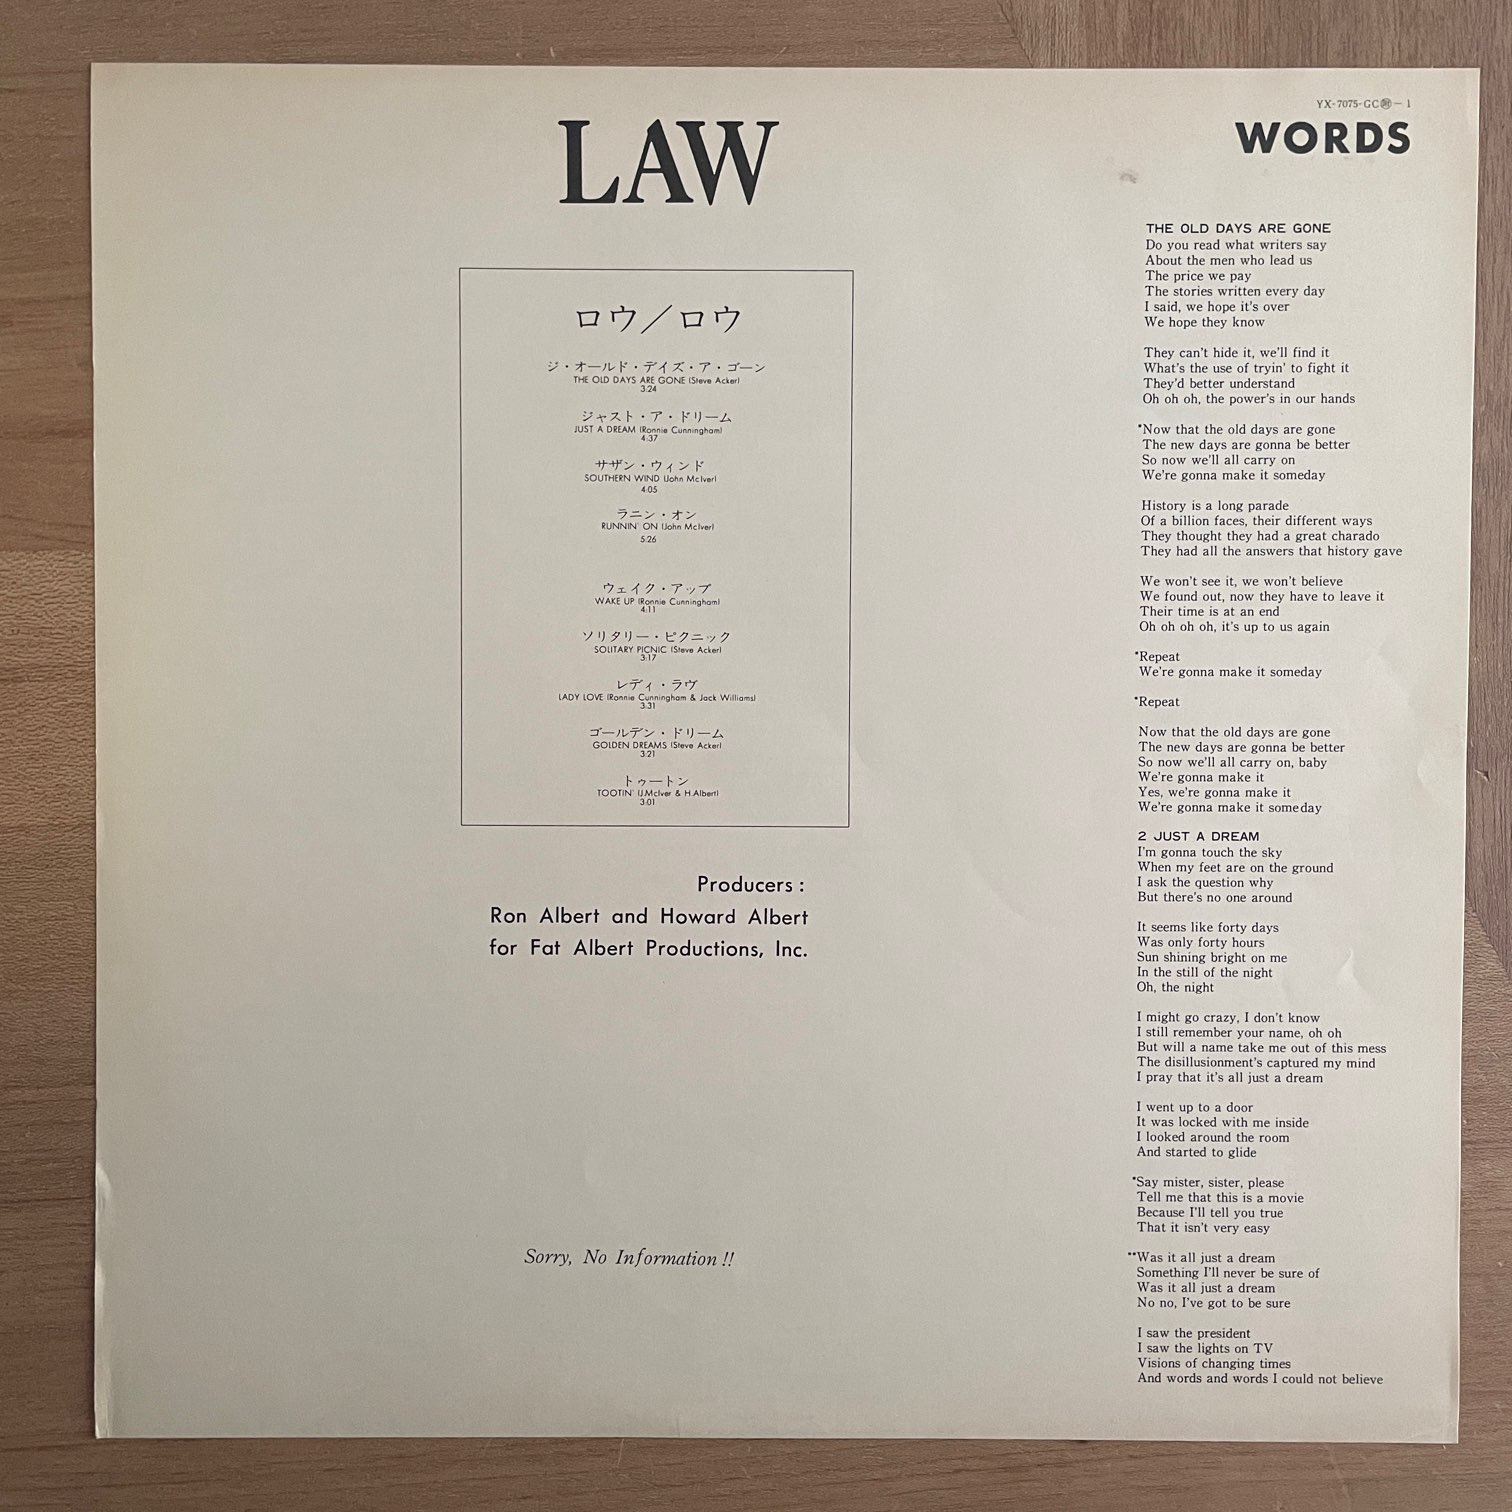 LAW
ロウ／ロウ
ジ・オールド・デイズ・ア・ゴーン
THE OLD DAYS ARE GONE (Steve Acker)
3:24
ジャスト・ア・ドリーム
JUST A DREAM (Ronnie Cunningham)
4:37
サザン・ウィンド
SOUTHERN WIND (John McIver)
4:05
ラニン・オン
RUNNIN' ON (John McIver)
5:26
ウェイク・アップ
WAKE UP (Ronnie Cunningham)
4:11
ソリタリー・ピクニック
SOLITARY PICNIC (Steve Acker)
3:17
レディ・ラヴ
LADY LOVE (Ronnie Cunningham & Jack Williams)
3:31
ゴールデン・ドリーム
GOLDEN DREAMS (Steve Acker)
3:21
トゥートン
TOOTIN' (J.McIver & H.Albert)
3:01
Producers :
Ron Albert and Howard Albert
for Fat Albert Productions, Inc.
Sorry, No Information !!
YX-7075-GC㊞-1
WORDS
THE OLD DAYS ARE GONE
Do you read what writers say
About the men who lead us
The price we pay
The stories written every day
I said, we hope it's over
We hope they know
They can't hide it, we'll find it
What's the use of tryin' to fight it
They'd better understand
Oh oh oh, the power's in our hands
*Now that the old days are gone
The new days are gonna be better
So now we'll all carry on
We're gonna make it someday
History is a long parade
Of a billion faces, their different ways
They thought they had a great charado
They had all the answers that history gave
We won't see it, we won't believe
We found out, now they have to leave it
Their time is at an end
Oh oh oh oh, it's up to us again
*Repeat
We're gonna make it someday
*Repeat
Now that the old days are gone
The new days are gonna be better
So now we'll all carry on, baby
We're gonna make it
Yes, we're gonna make it
We're gonna make it someday
2 JUST A DREAM
I'm gonna touch the sky
When my feet are on the ground
I ask the question why
But there's no one around
It seems like forty days
Was only forty hours
Sun shining bright on me
In the still of the night
Oh, the night
I might go crazy, I don't know
I still remember your name, oh oh
But will a name take me out of this mess
The disillusionment's captured my mind
I pray that it's all just a dream
I went up to a door
It was locked with me inside
I looked around the room
And started to glide
*Say mister, sister, please
Tell me that this is a movie
Because I'll tell you true
That it isn't very easy
**Was it all just a dream
Something I'll never be sure of
Was it all just a dream
No no, I've got to be sure
I saw the president
I saw the lights on TV
Visions of changing times
And words and words I could not believe